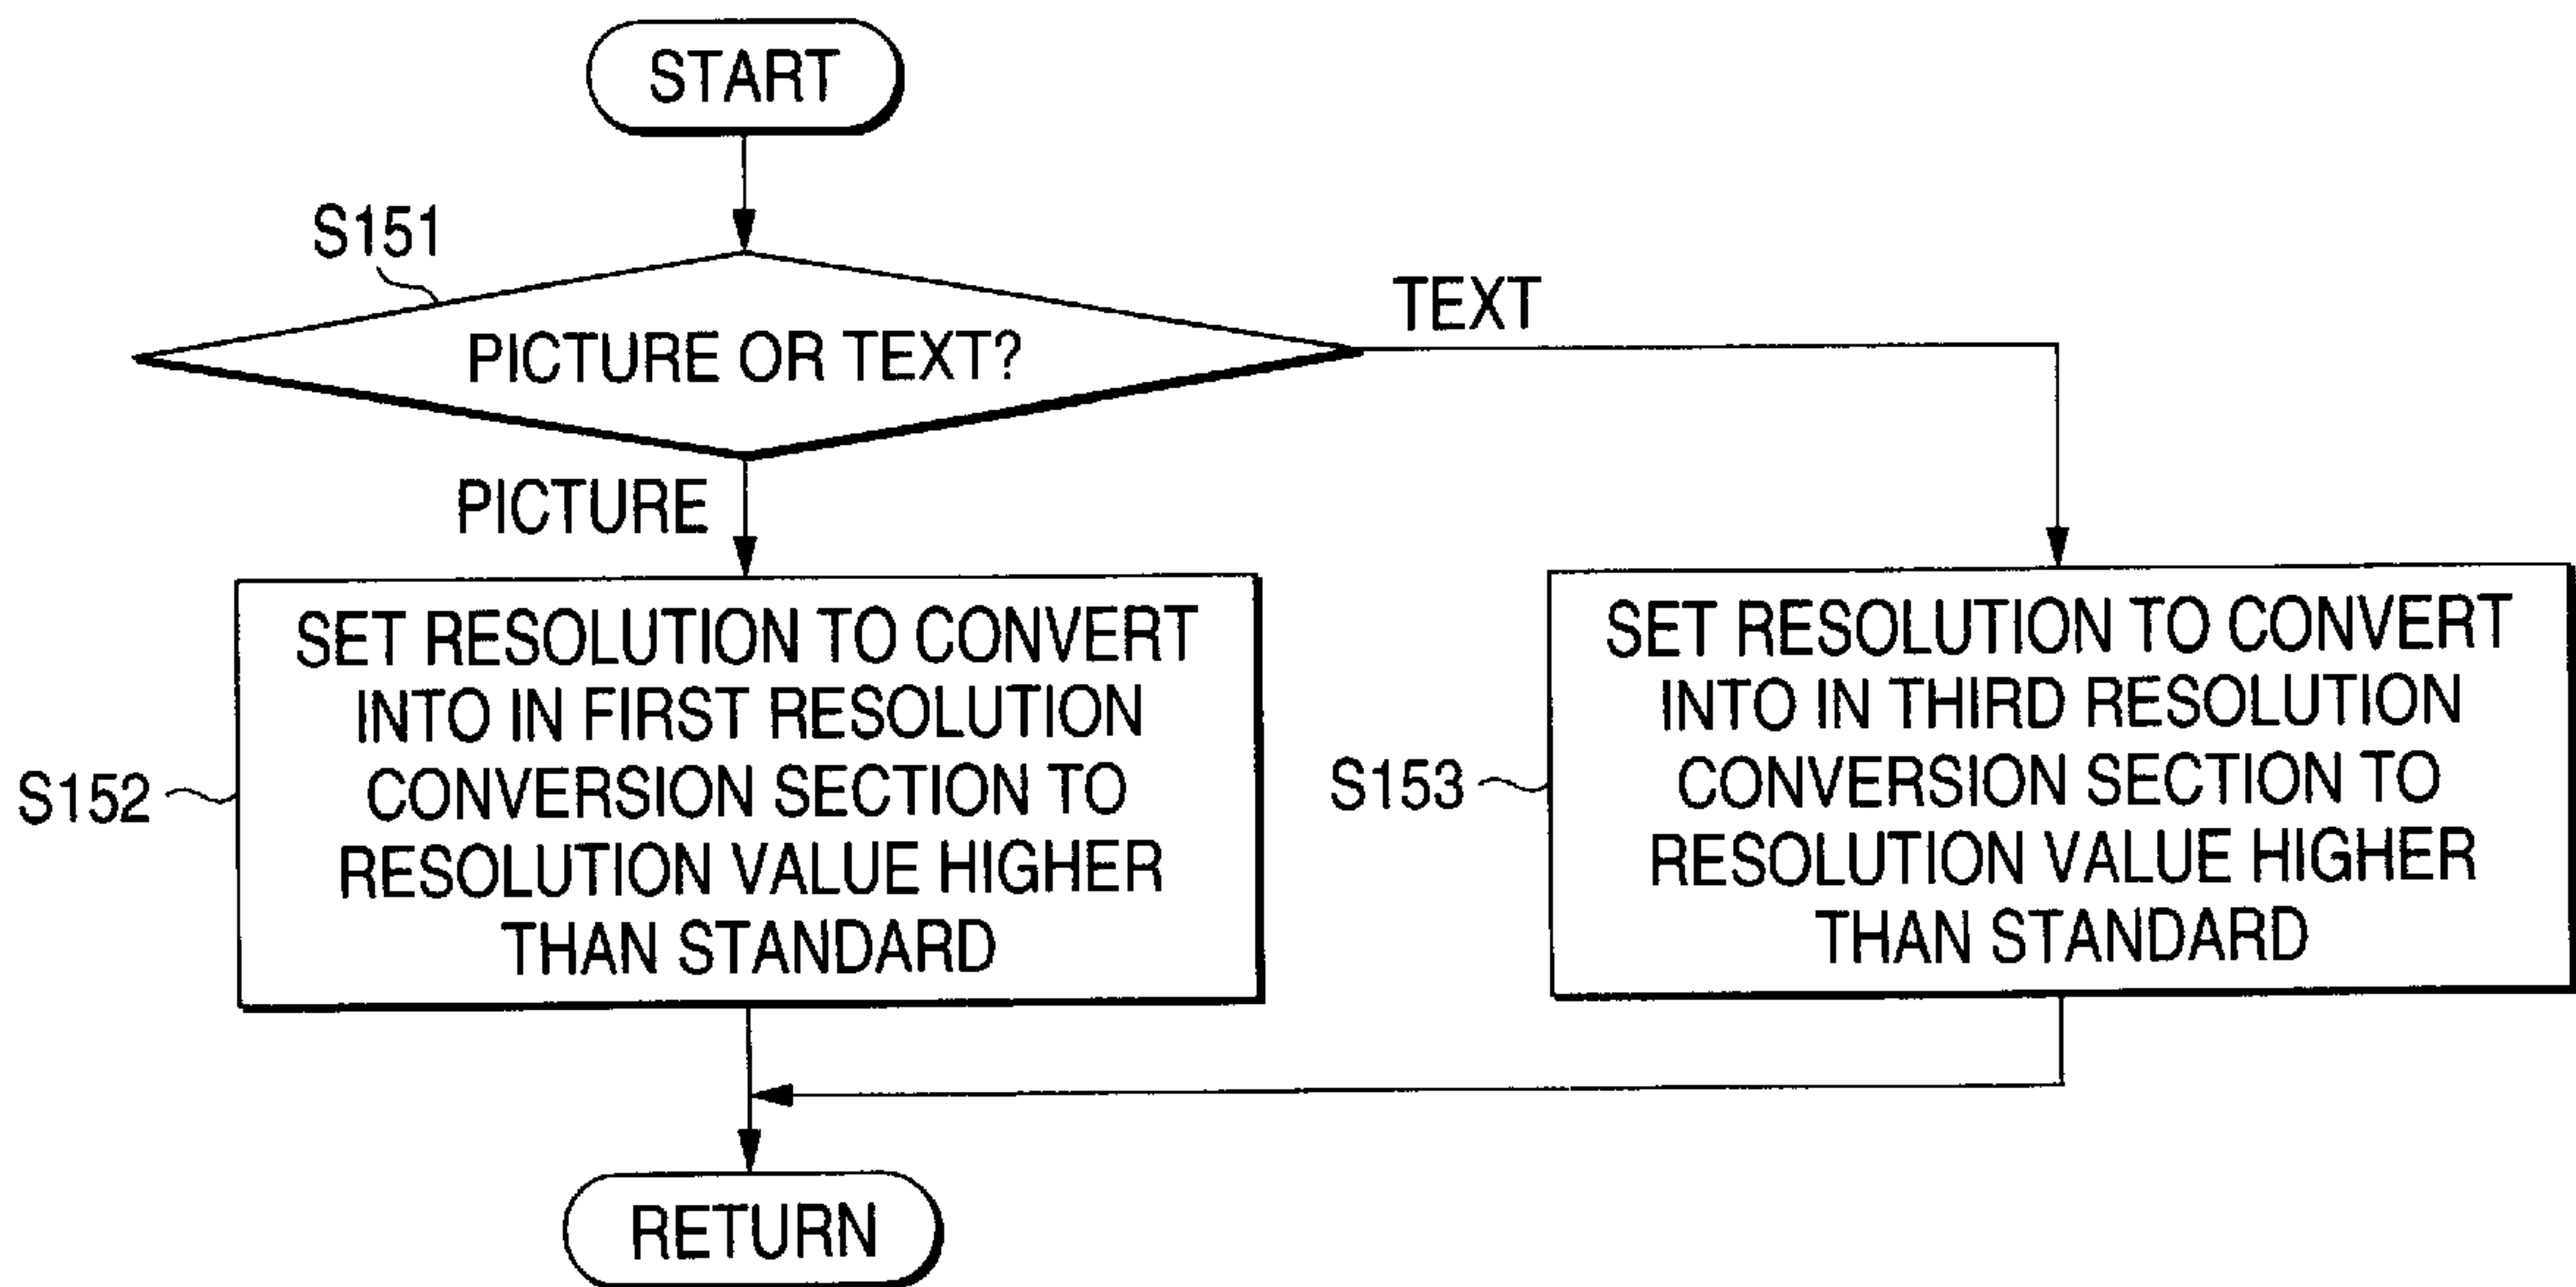 START
S151
PICTURE OR TEXT?
TEXT
PICTURE
S152
SET RESOLUTION TO CONVERT
INTO IN FIRST RESOLUTION
CONVERSION SECTION TO
RESOLUTION VALUE HIGHER
THAN STANDARD
S153
SET RESOLUTION TO CONVERT
INTO IN THIRD RESOLUTION
CONVERSION SECTION TO
RESOLUTION VALUE HIGHER
THAN STANDARD
RETURN